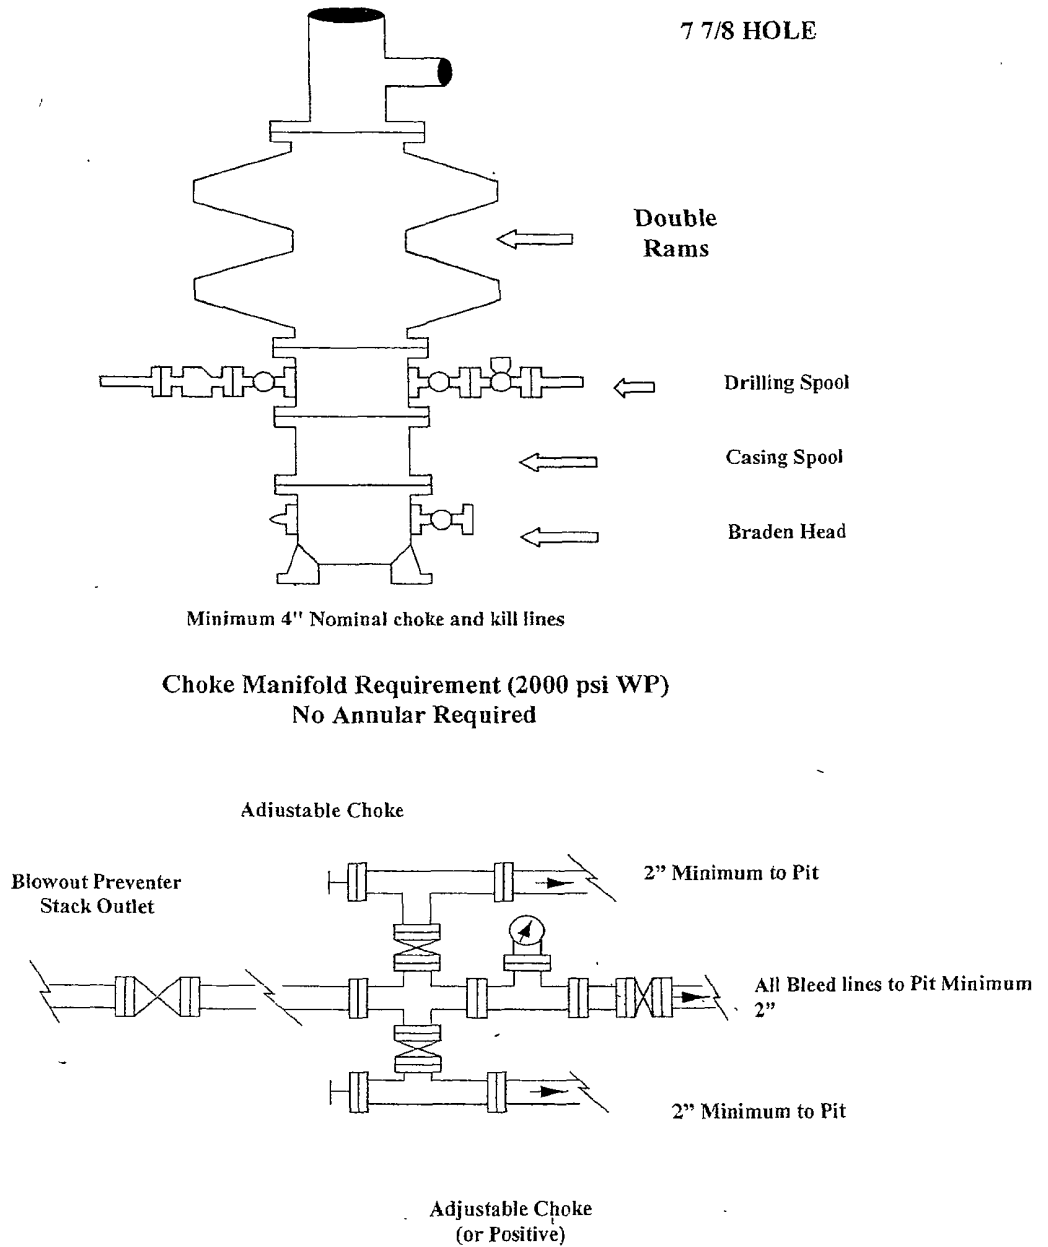 7 7/8 HOLE
Double
Rams
Drilling Spool
Casing Spool
Braden Head
Minimum 4" Nominal choke and kill lines
Choke Manifold Requirement (2000 psi WP)
No Annular Required
Adjustable Choke
Blowout Preventer
Stack Outlet
2” Minimum to Pit
All Bleed lines to Pit Minimum
2”
2” Minimum to Pit
Adjustable Choke
(or Positive)